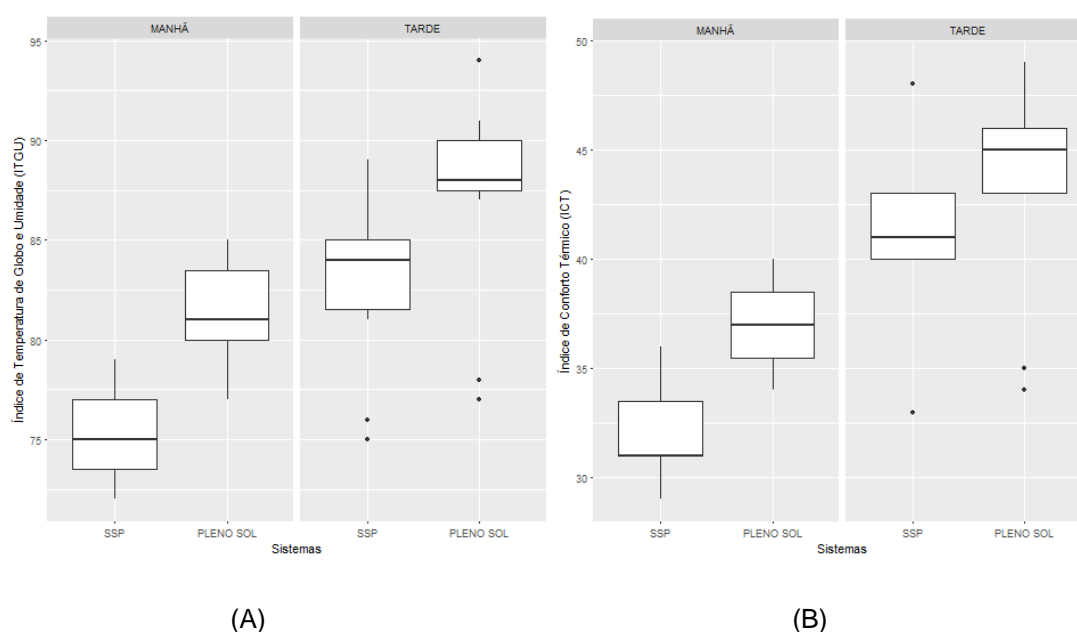 MANHÃ TARDE
Índice de Temperatura de Globo e Umidade (ITGU)
95
90
85
80
75
SSP PLENO SOL SSP PLENO SOL
Sistemas
(A)
MANHÃ TARDE
Índice de Conforto Térmico (ICT)
50
45
40
35
30
SSP PLENO SOL SSP PLENO SOL
Sistemas
(B)